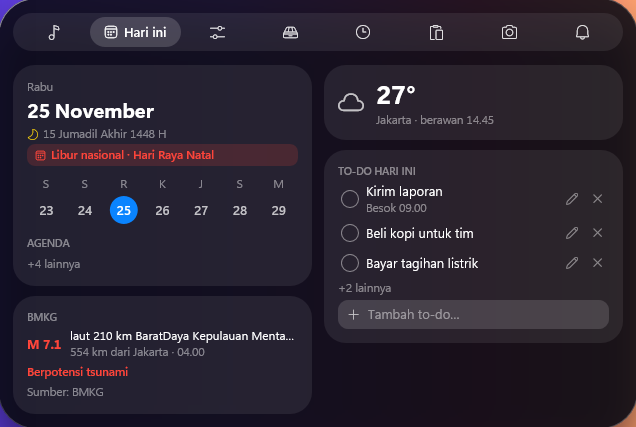 Hari ini
Rabu
25 November
15 Jumadil Akhir 1448 H
Libur nasional · Hari Raya Natal
S S R K J S M
23 24 25 26 27 28 29
AGENDA
+4 lainnya
BMKG
M 7.1
laut 210 km BaratDaya Kepulauan Menta...
554 km dari Jakarta · 04.00
Berpotensi tsunami
Sumber: BMKG
27°
Jakarta · berawan 14.45
TO-DO HARI INI
Kirim laporan
Besok 09.00
Beli kopi untuk tim
Bayar tagihan listrik
+2 lainnya
+ Tambah to-do...